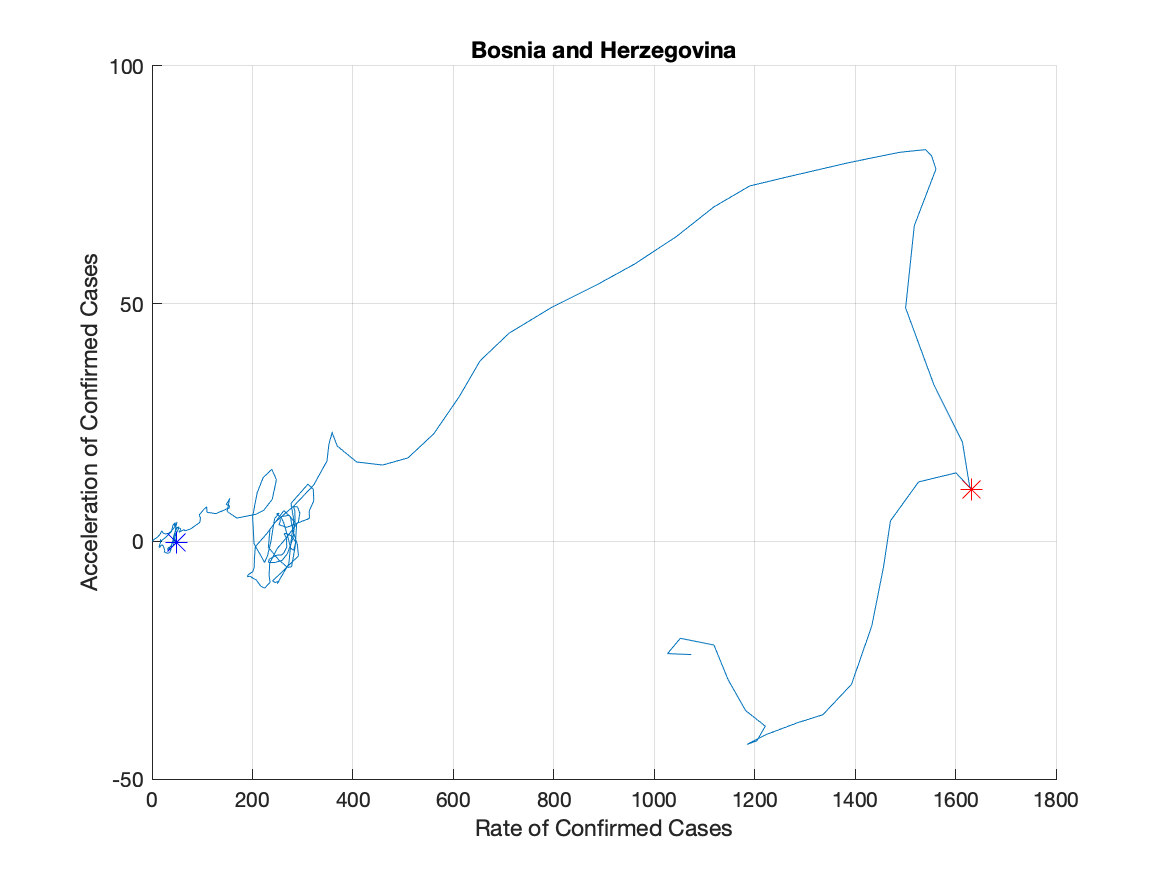 Bosnia and Herzegovina
100
50
0
-50
Acceleration of Confirmed Cases
0 200 400 600 800 1000 1200 1400 1600 1800
Rate of Confirmed Cases